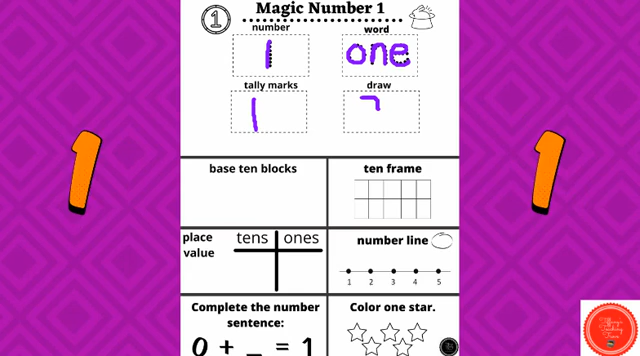 Magic Number 1
1
number
word
1
one
tally marks
draw
base ten blocks
ten frame
place value
tens
ones
number line
1 2 3 4 5
Complete the number
sentence:
0 + _ = 1
Color one star.
1
1